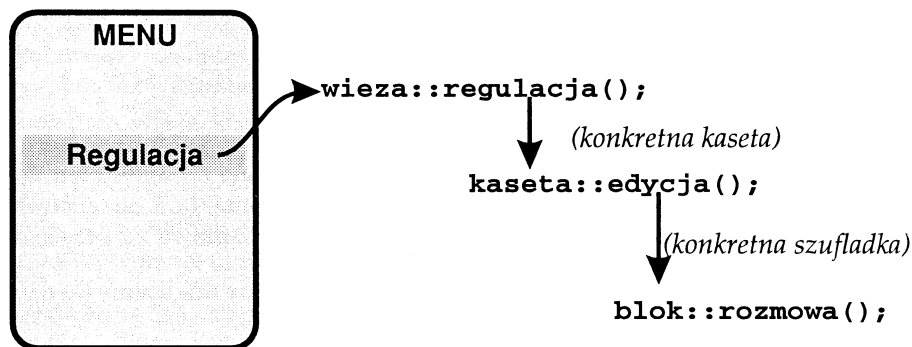 MENU
wieza::regulacja();
Regulacja
(konkretna kaseta)
kaseta::edycja();
(konkretna szufladka)
blok::rozmowa();